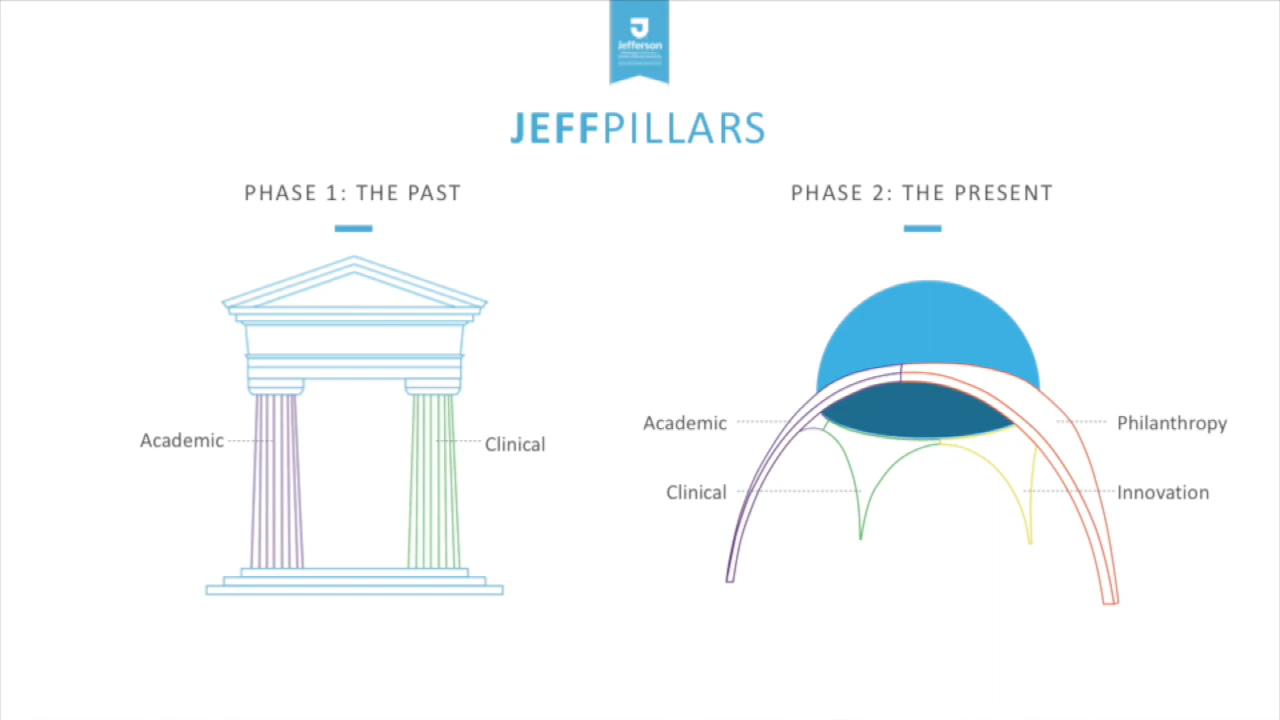 Jefferson
JEFFPILLARS
PHASE 1: THE PAST
PHASE 2: THE PRESENT
Academic
Clinical
Academic
Philanthropy
Clinical
Innovation